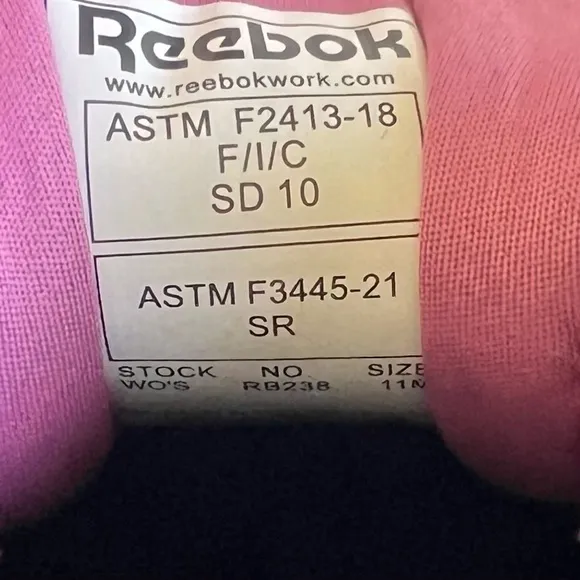 Reebok
www.reebokwork.com
ASTM F2413-18
F/I/C
SD 10
ASTM F3445-21
SR
STOCK NO SIZE
WO'S RB238 11M